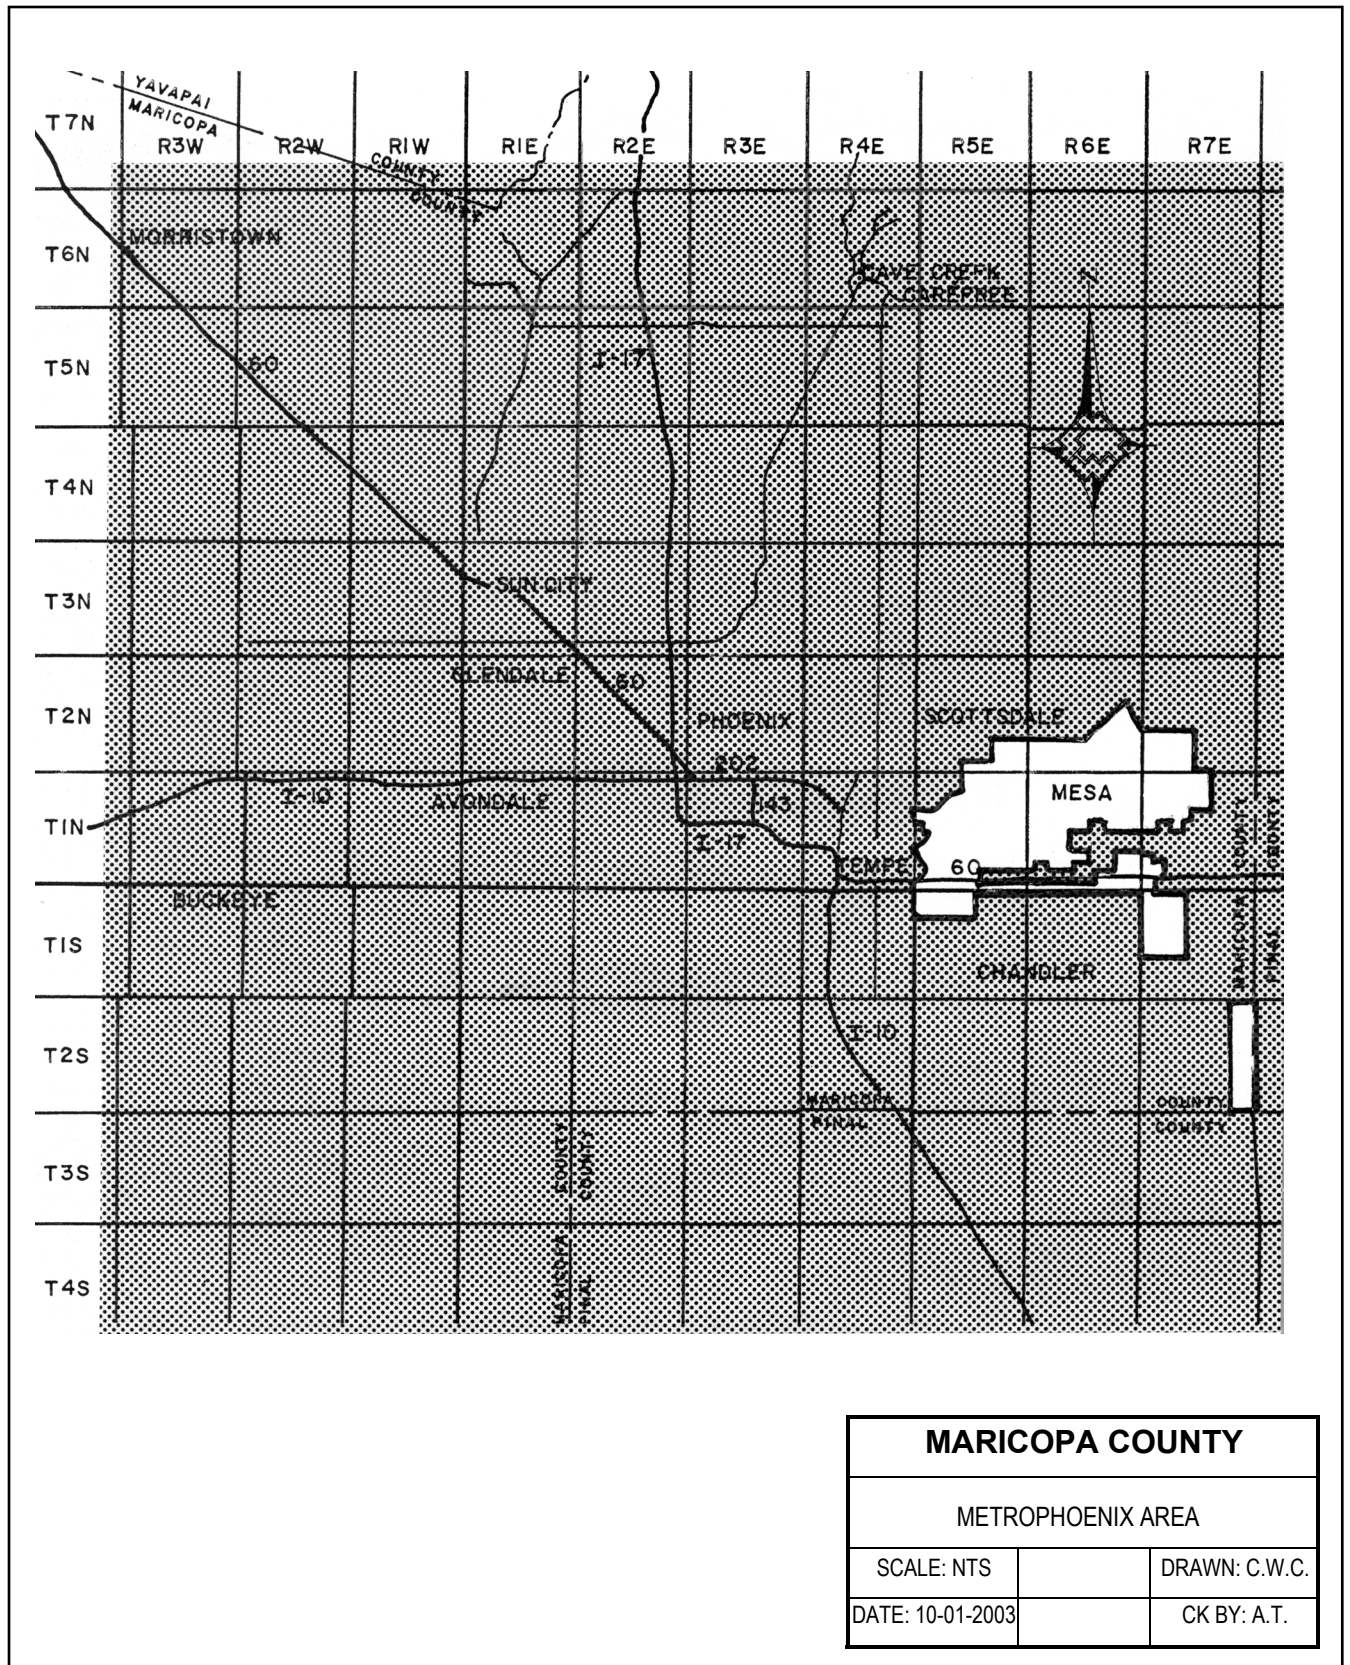 YAVAPAI
MARICOPA
COUNTY
COUNTY
T7N
R3W
R2W
R1W
R1E
R2E
R3E
R4E
R5E
R6E
R7E
MORRISTOWN
T6N
CAVE CREEK
CAREFREE
Z
T5N
60
I-17
T4N
T3N
SUN CITY
GLENDALE
60
T2N
PHOENIX
SCOTTSDALE
202
I-10
AVONDALE
143
MESA
T1N
I-17
TEMPE
60
MARICOPA COUNTY
PINAL COUNTY
BUCKEYE
T1S
CHANDLER
T2S
I-10
MARICOPA
PINAL
COUNTY
COUNTY
T3S
MARICOPA COUNTY
PINAL COUNTY
T4S
MARICOPA COUNTY
METROPHOENIX AREA
SCALE: NTS
DRAWN: C.W.C.
DATE: 10-01-2003
CK BY: A.T.